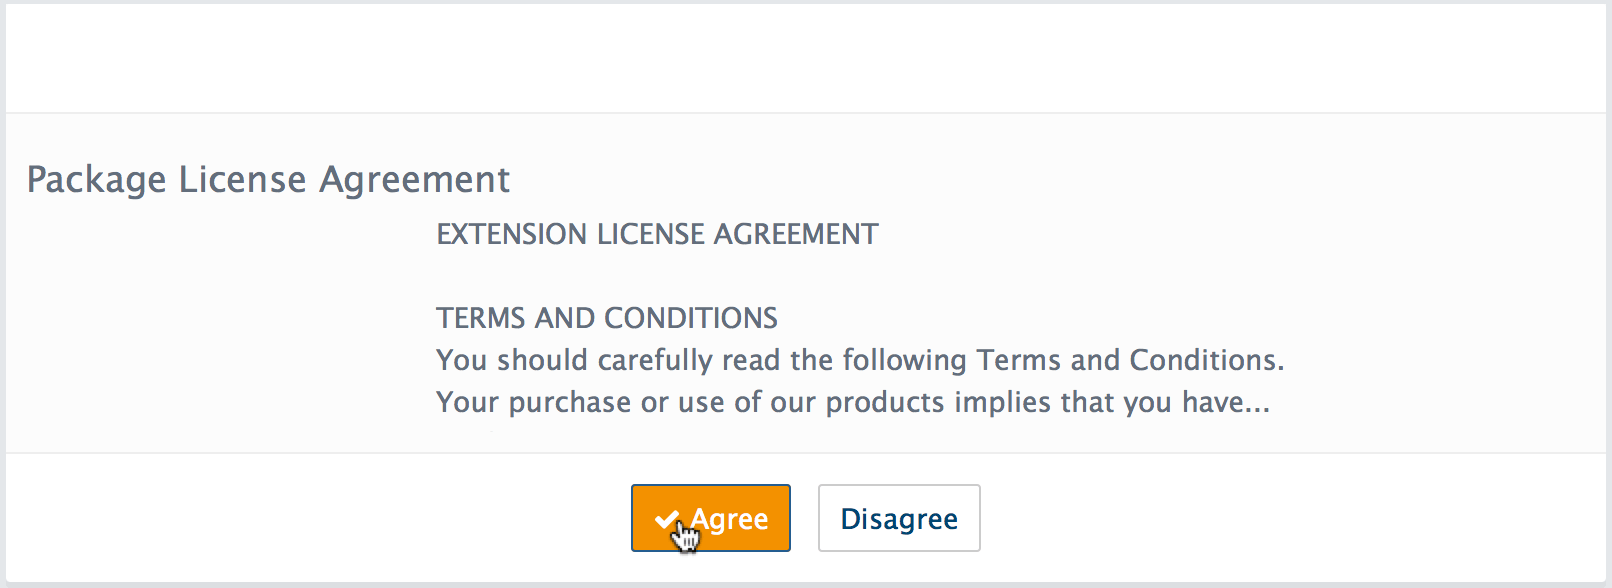 Package License Agreement
EXTENSION LICENSE AGREEMENT
TERMS AND CONDITIONS
You should carefully read the following Terms and Conditions.
Your purchase or use of our products implies that you have...
Agree
Disagree